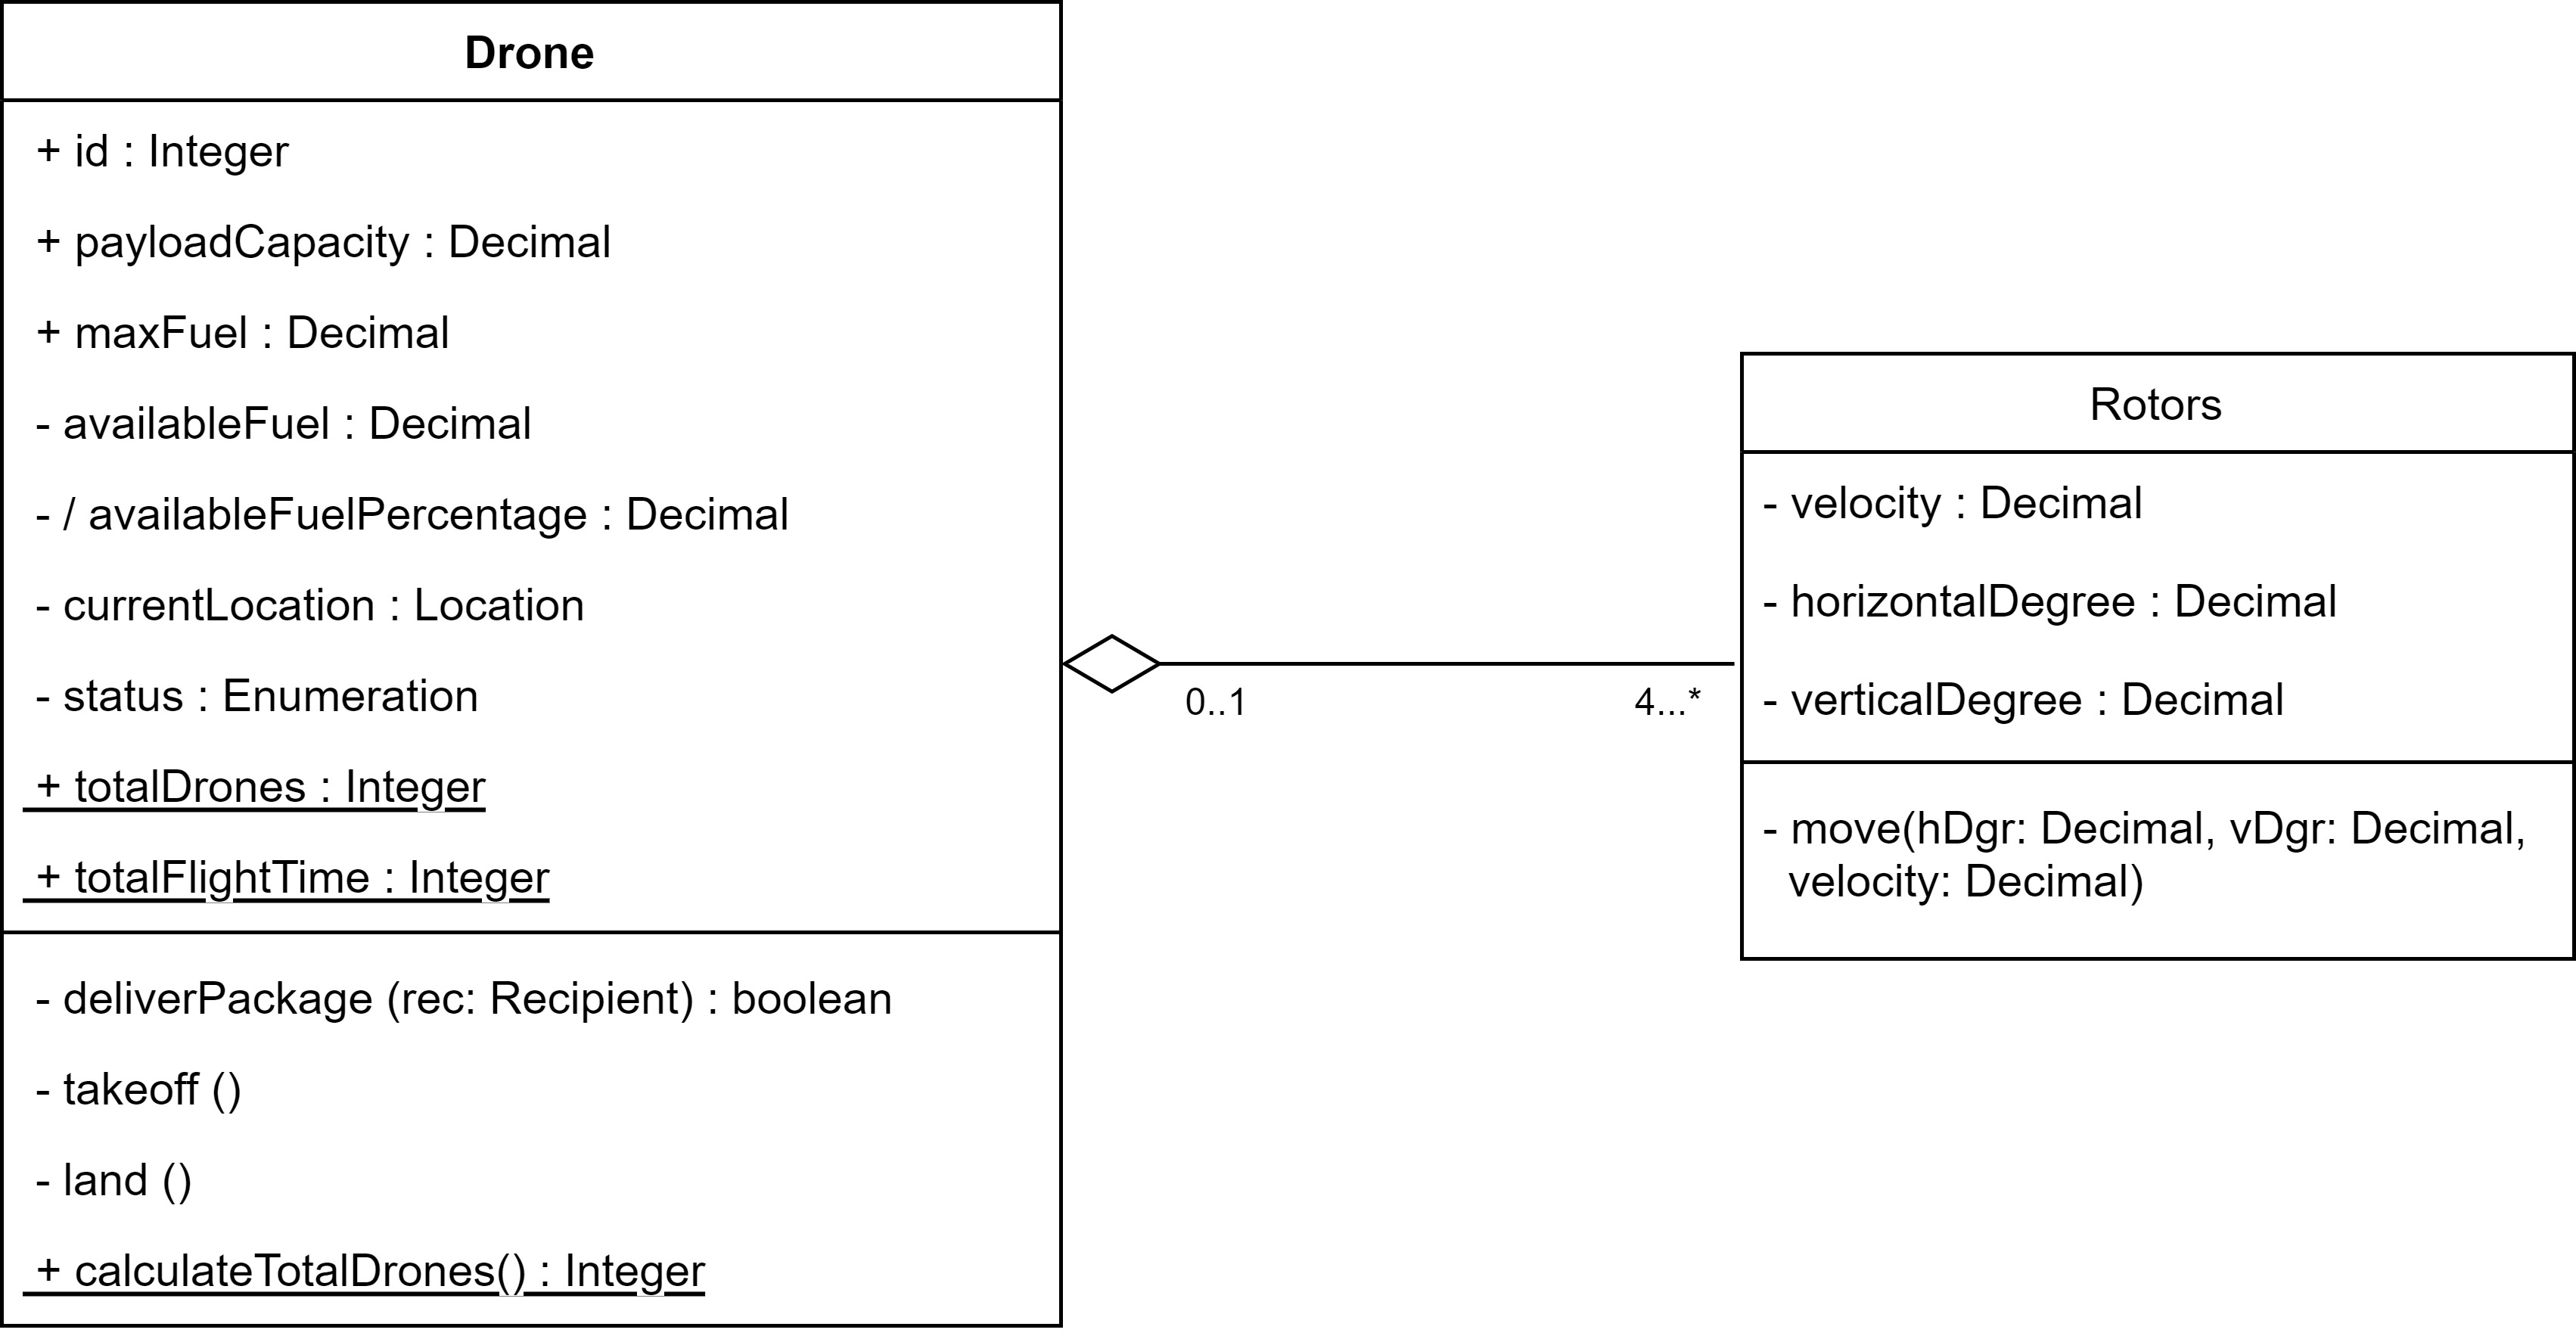 Drone
+ id : Integer
+ payloadCapacity : Decimal
+ maxFuel : Decimal
- availableFuel : Decimal
- / availableFuelPercentage : Decimal
- currentLocation : Location
- status : Enumeration
+ totalDrones : Integer
+ totalFlightTime : Integer
- deliverPackage (rec: Recipient) : boolean
- takeoff ()
- land ()
+ calculateTotalDrones() : Integer
0..1
4...*
Rotors
- velocity : Decimal
- horizontalDegree : Decimal
- verticalDegree : Decimal
- move(hDgr: Decimal, vDgr: Decimal,
velocity: Decimal)